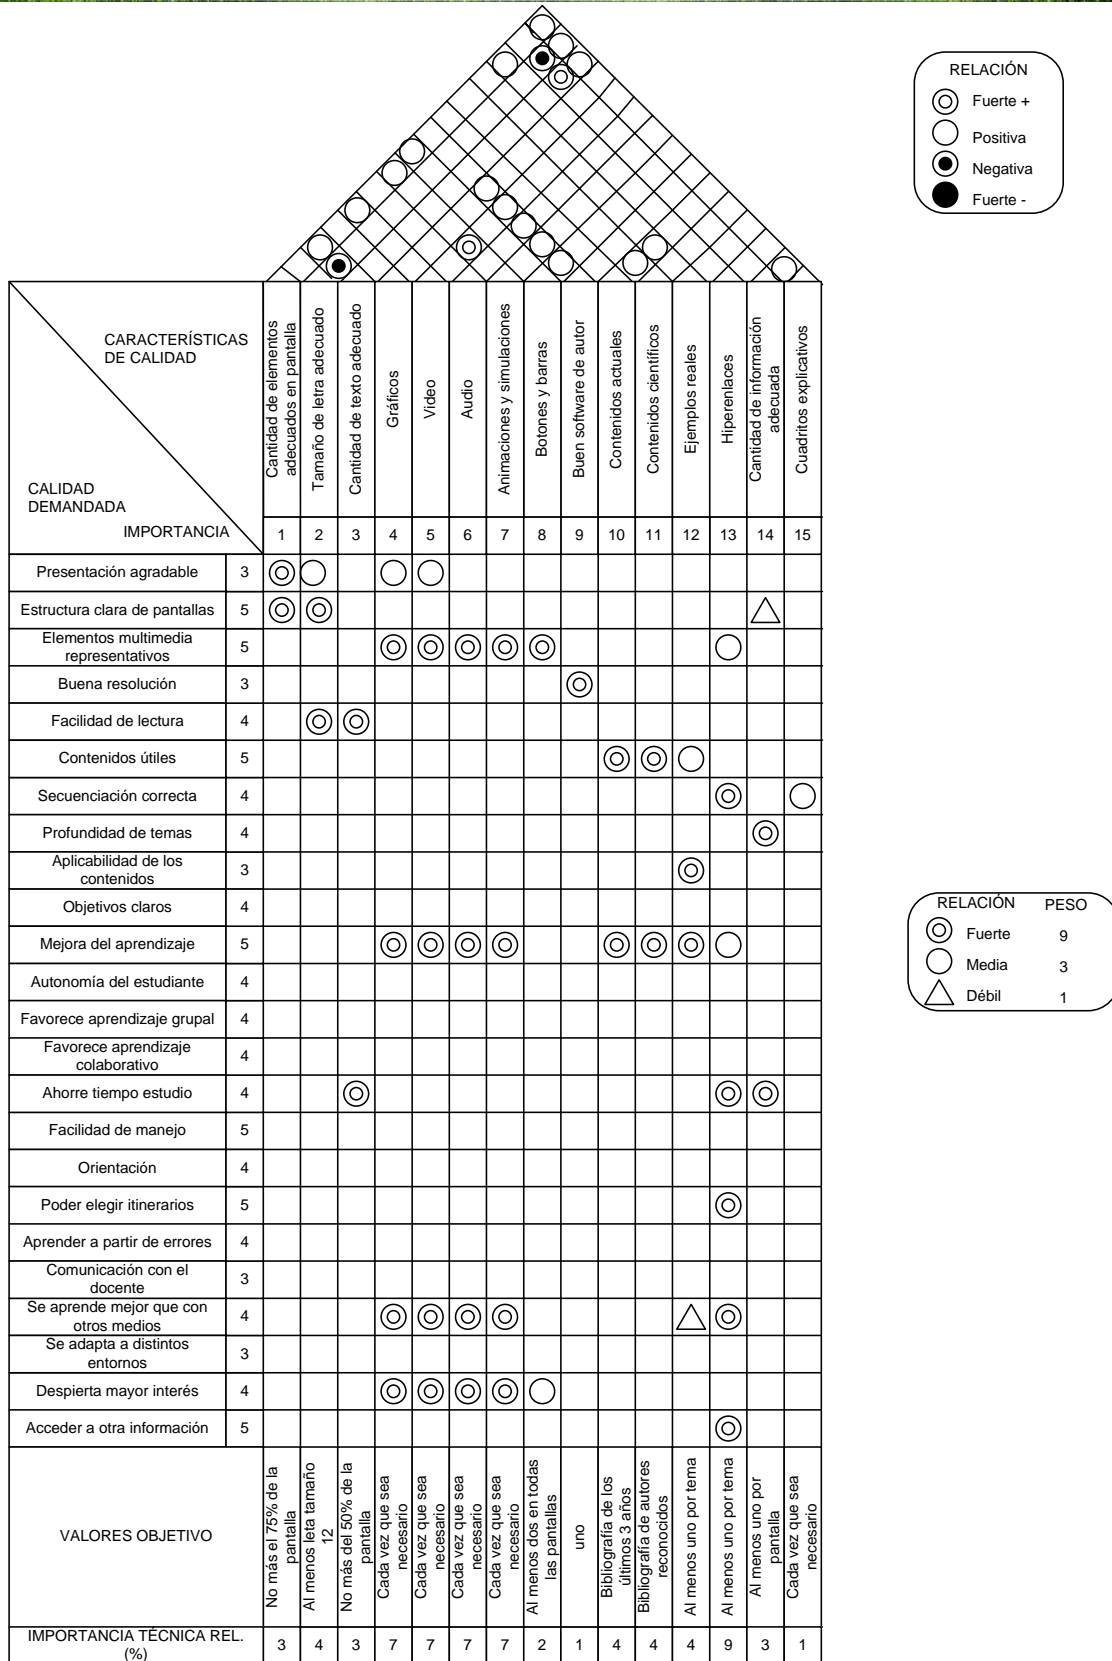 RELACIÓN
Fuerte +
Positiva
Negativa
Fuerte -
CARACTERÍSTICAS
DE CALIDAD
CALIDAD
DEMANDADA
IMPORTANCIA
Cantidad de elementos
adecuados en pantalla
Tamaño de letra adecuado
Cantidad de texto adecuado
Gráficos
Video
Audio
Animaciones y simulaciones
Botones y barras
Buen software de autor
Contenidos actuales
Contenidos científicos
Ejemplos reales
Hiperenlaces
Cantidad de información
adecuada
Cuadritos explicativos
1 2 3 4 5 6 7 8 9 10 11 12 13 14 15
Presentación agradable 3
Estructura clara de pantallas 5
Elementos multimedia
representativos 5
Buena resolución 3
Facilidad de lectura 4
Contenidos útiles 5
Secuenciación correcta 4
Profundidad de temas 4
Aplicabilidad de los
contenidos 3
Objetivos claros 4
Mejora del aprendizaje 5
Autonomía del estudiante 4
Favorece aprendizaje grupal 4
Favorece aprendizaje
colaborativo 4
Ahorre tiempo estudio 4
Facilidad de manejo 5
Orientación 4
Poder elegir itinerarios 5
Aprender a partir de errores 4
Comunicación con el
docente 3
Se aprende mejor que con
otros medios 4
Se adapta a distintos
entornos 3
Despierta mayor interés 4
Acceder a otra información 5
RELACIÓN PESO
Fuerte 9
Media 3
Débil 1
VALORES OBJETIVO
No más el 75% de la
pantalla
Al menos leta tamaño
12
No más del 50% de la
pantalla
Cada vez que sea
necesario
Cada vez que sea
necesario
Cada vez que sea
necesario
Cada vez que sea
necesario
Al menos dos en todas
las pantallas
uno
Bibliografía de los
últimos 3 años
Bibliografía de autores
reconocidos
Al menos uno por tema
Al menos uno por tema
Al menos uno por
pantalla
Cada vez que sea
necesario
IMPORTANCIA TÉCNICA REL.
(%)
3 4 3 7 7 7 7 2 1 4 4 4 9 3 1